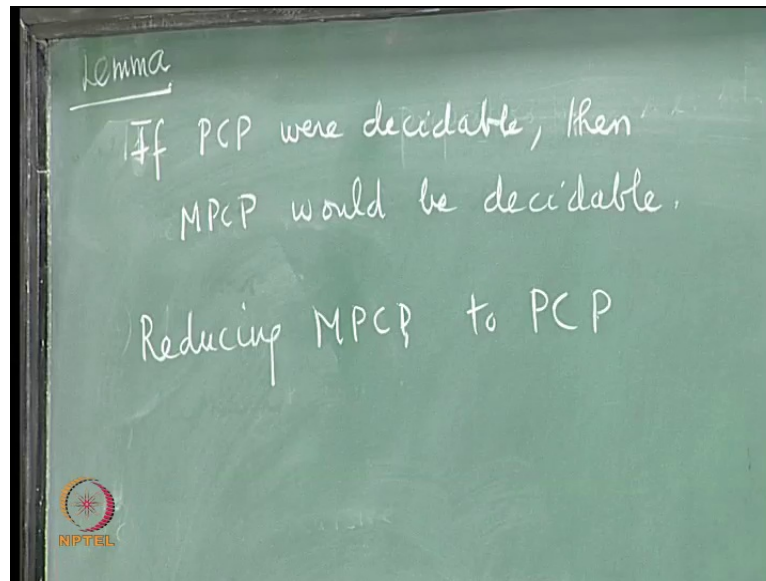 Lemma
If PCP were decidable, then
MPCP would be decidable.
Reducing MPCP to PCP
NPTEL